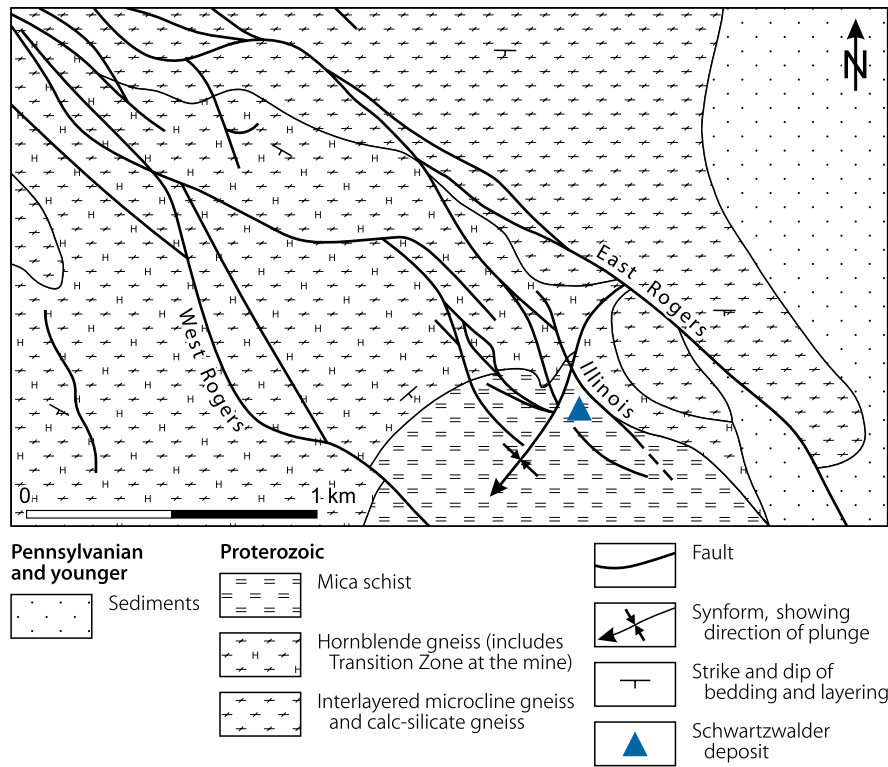 N
East Rogers
West Rogers
Illinois
0
1 km
Pennsylvanian
and younger
Sediments
Proterozoic
Mica schist
Hornblende gneiss (includes
Transition Zone at the mine)
Interlayered microcline gneiss
and calc-silicate gneiss
Fault
Synform, showing
direction of plunge
Strike and dip of
bedding and layering
Schwartzwalder
deposit